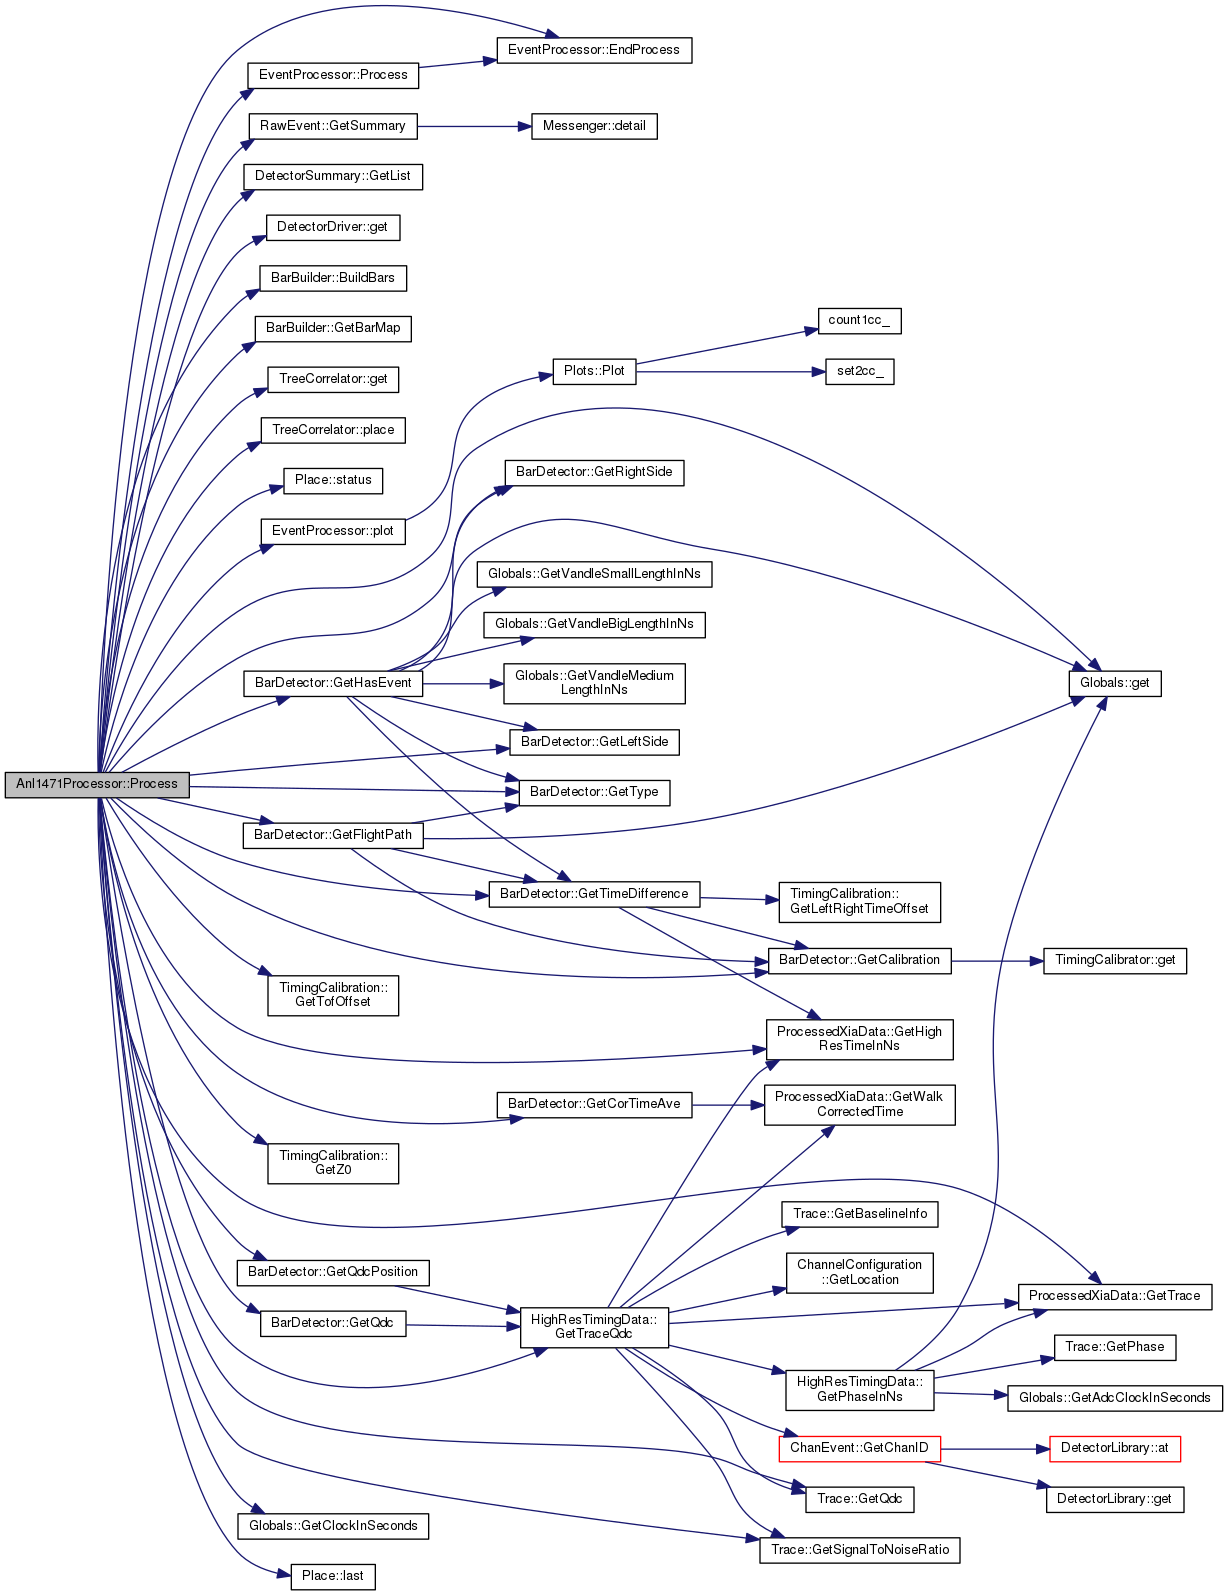 EventProcessor::EndProcess
EventProcessor::Process
RawEvent::GetSummary
Messenger::detail
DetectorSummary::GetList
DetectorDriver::get
BarBuilder::BuildBars
BarBuilder::GetBarMap
count1cc_
Plots::Plot
set2cc_
TreeCorrelator::get
TreeCorrelator::place
Place::status
BarDetector::GetRightSide
EventProcessor::plot
Globals::GetVandleSmallLengthInNs
Globals::GetVandleBigLengthInNs
BarDetector::GetHasEvent
Globals::GetVandleMedium
LengthInNs
Globals::get
BarDetector::GetLeftSide
Anl1471Processor::Process
BarDetector::GetType
BarDetector::GetFlightPath
BarDetector::GetTimeDifference
TimingCalibration::
GetLeftRightTimeOffset
BarDetector::GetCalibration
TimingCalibrator::get
TimingCalibration::
GetTofOffset
ProcessedXiaData::GetHigh
ResTimeInNs
BarDetector::GetCorTimeAve
ProcessedXiaData::GetWalk
CorrectedTime
TimingCalibration::
GetZ0
Trace::GetBaselineInfo
BarDetector::GetQdcPosition
ChannelConfiguration
::GetLocation
ProcessedXiaData::GetTrace
BarDetector::GetQdc
HighResTimingData::
GetTraceQdc
Trace::GetPhase
HighResTimingData::
GetPhaseInNs
Globals::GetAdcClockInSeconds
ChanEvent::GetChanID
DetectorLibrary::at
Trace::GetQdc
DetectorLibrary::get
Globals::GetClockInSeconds
Trace::GetSignalToNoiseRatio
Place::last